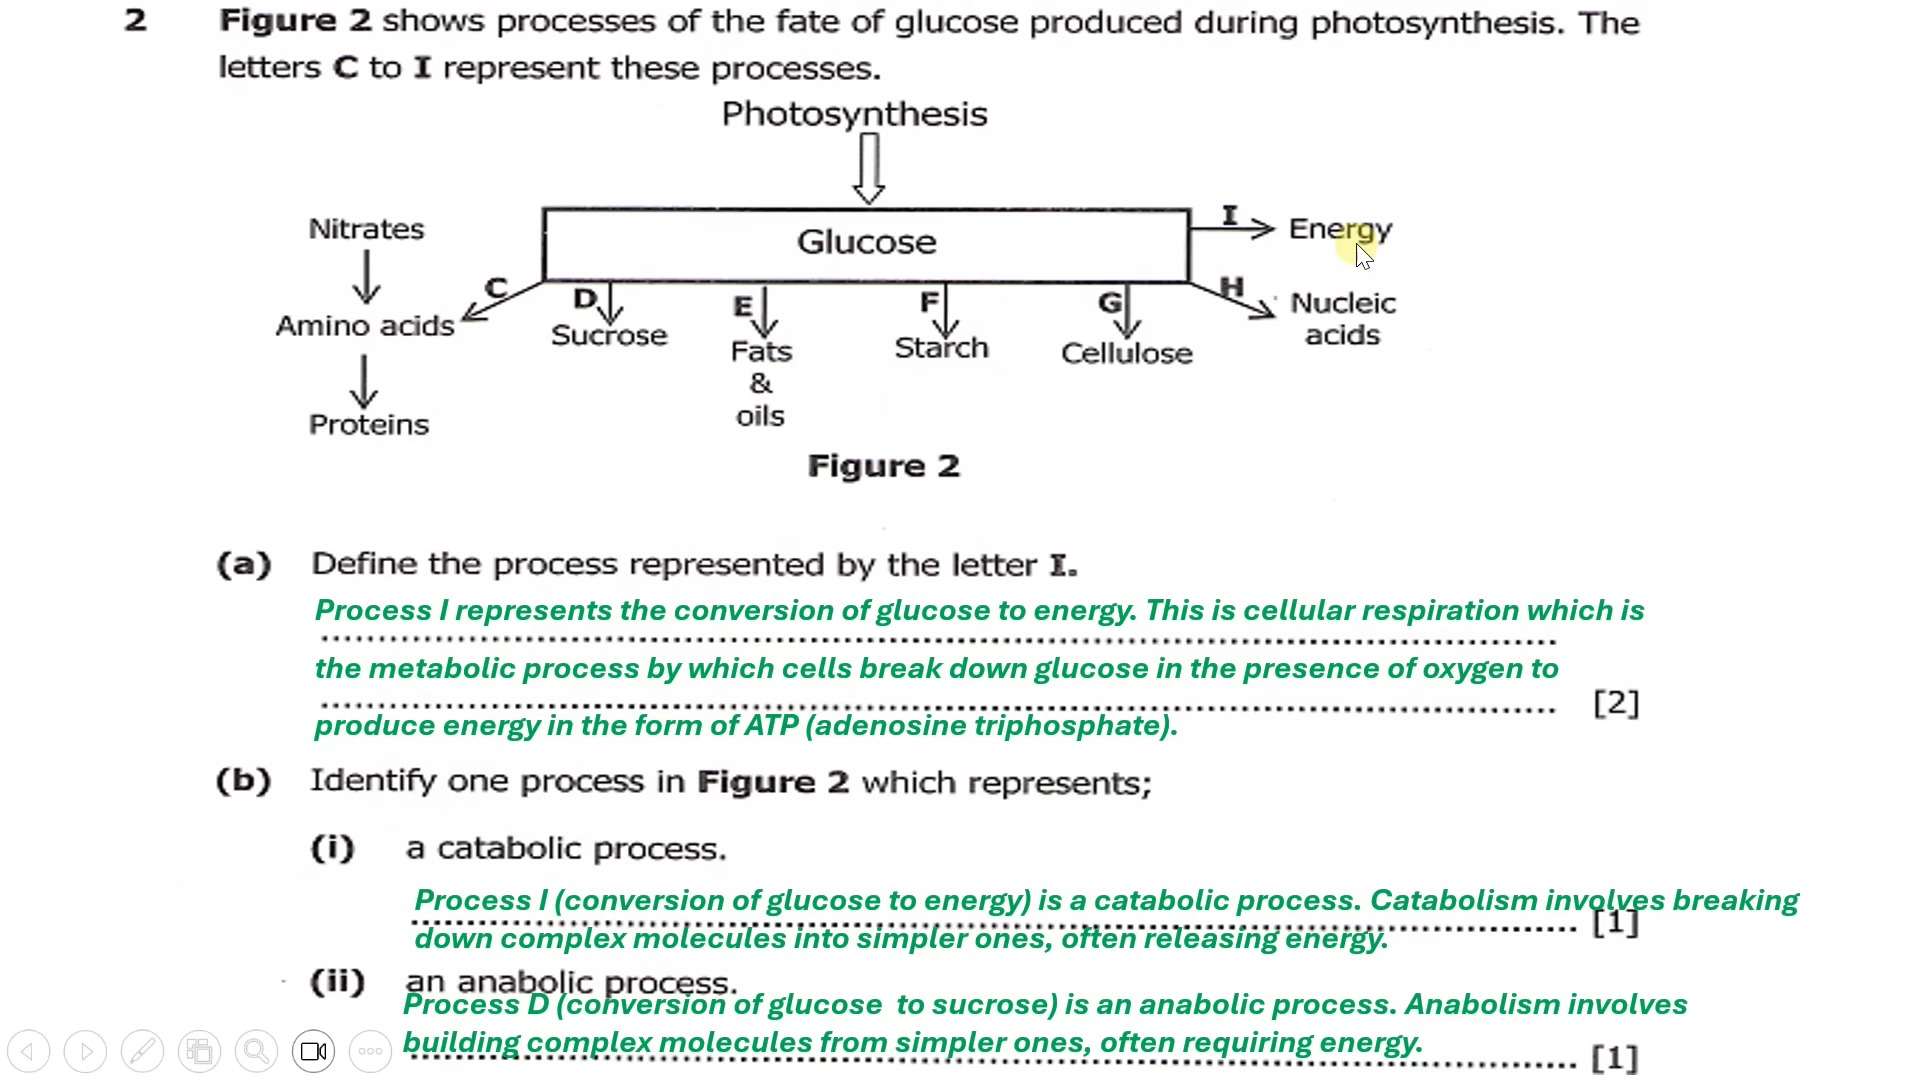 2 Figure 2 shows processes of the fate of glucose produced during photosynthesis. The
letters C to I represent these processes.
Photosynthesis
Glucose
Nitrates
Amino acids
Proteins
C
D
Sucrose
E
Fats
&
oils
F
Starch
G
Cellulose
H
Nucleic
acids
I
Energy
Figure 2
(a) Define the process represented by the letter I.
Process I represents the conversion of glucose to energy. This is cellular respiration which is
the metabolic process by which cells break down glucose in the presence of oxygen to
[2]
produce energy in the form of ATP (adenosine triphosphate).
(b) Identify one process in Figure 2 which represents;
(i) a catabolic process.
Process I (conversion of glucose to energy) is a catabolic process. Catabolism involves breaking
[1]
down complex molecules into simpler ones, often releasing energy.
(ii) an anabolic process.
Process D (conversion of glucose to sucrose) is an anabolic process. Anabolism involves
building complex molecules from simpler ones, often requiring energy.
[1]